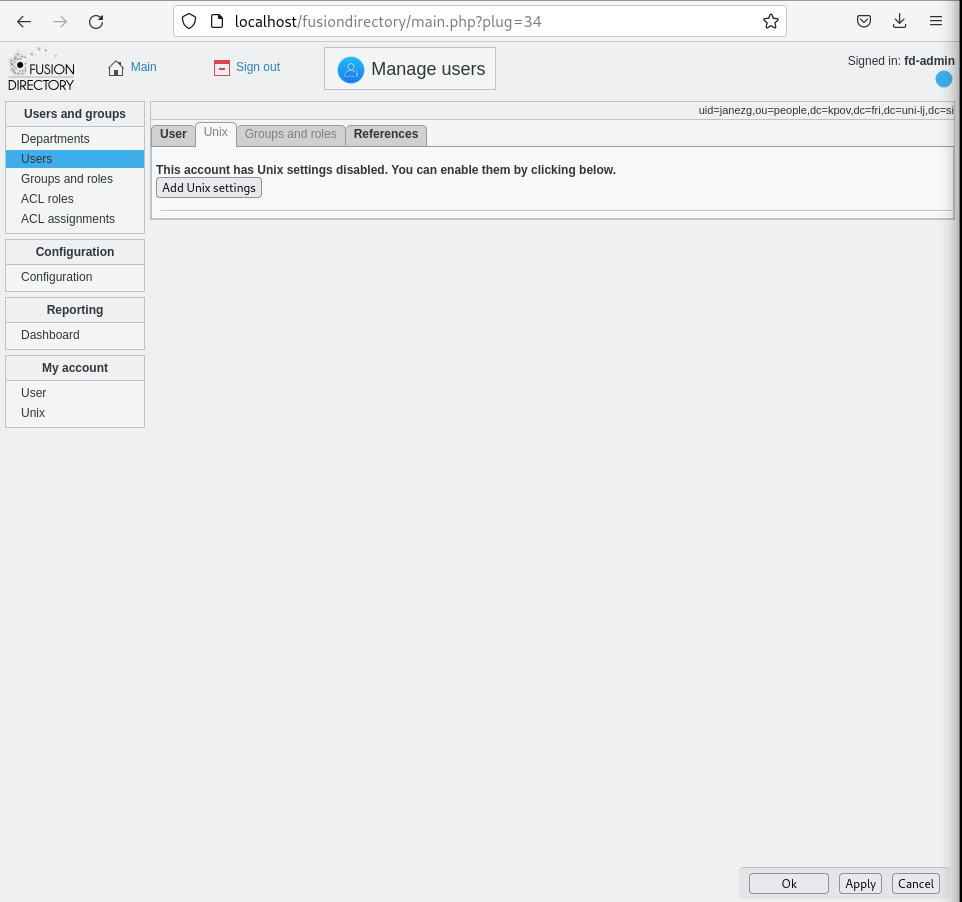 localhost/fusiondirectory/main.php?plug=34
FUSION
DIRECTORY
Main
Sign out
Manage users
Signed in: fd-admin
Users and groups
Departments
Users
Groups and roles
ACL roles
ACL assignments
Configuration
Configuration
Reporting
Dashboard
My account
User
Unix
uid=janezg,ou=people,dc=kpov,dc=fri,dc=uni-lj,dc=si
User Unix Groups and roles References
This account has Unix settings disabled. You can enable them by clicking below.
Add Unix settings
Ok Apply Cancel